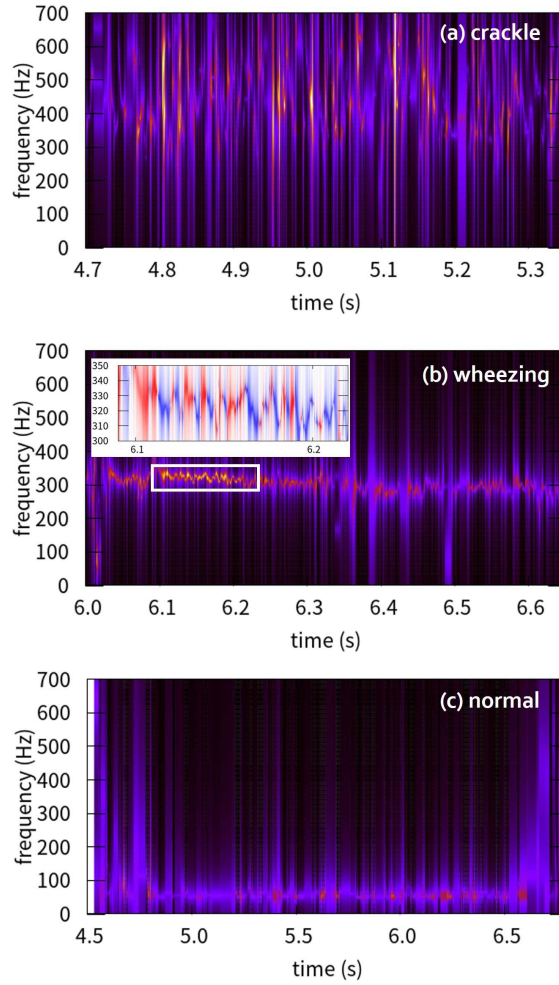 700
(a) crackle
600
500
400
300
200
100
0
frequency (Hz)
4.7 4.8 4.9 5.0 5.1 5.2 5.3
time (s)
700
(b) wheezing
600
500
400
300
200
100
0
frequency (Hz)
350
340
330
320
310
300
6.1 6.2
6.0 6.1 6.2 6.3 6.4 6.5 6.6
time (s)
700
(c) normal
600
500
400
300
200
100
0
frequency (Hz)
4.5 5.0 5.5 6.0 6.5
time (s)